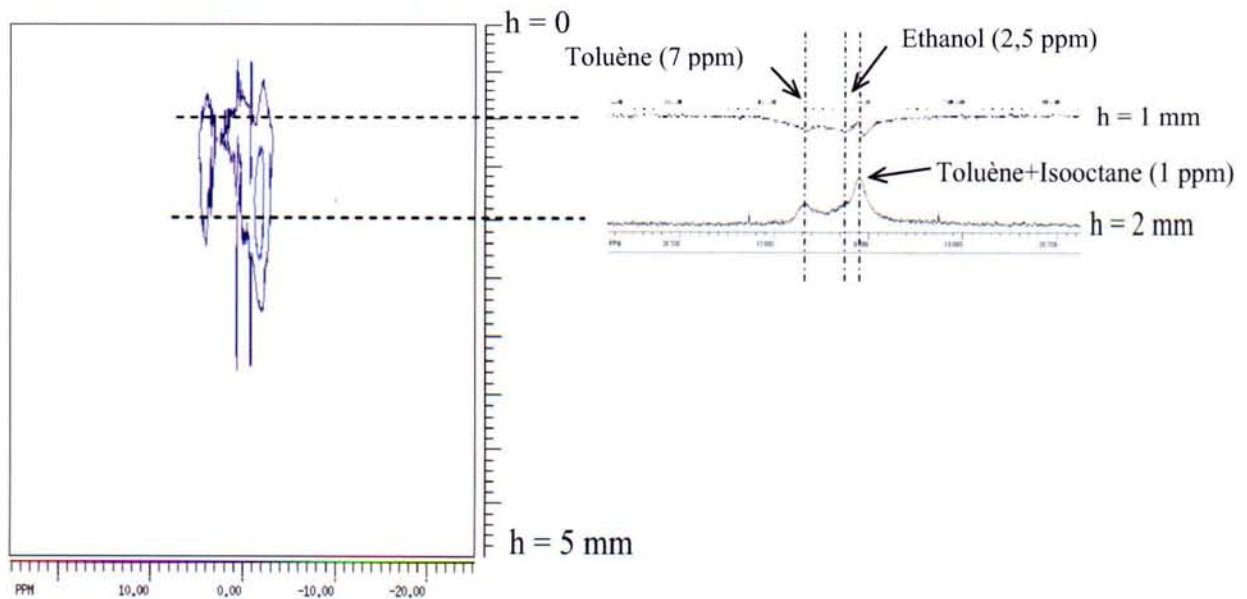 h = 0
Toluène (7 ppm)
Ethanol (2,5 ppm)
h = 1 mm
Toluène+Isooctane (1 ppm)
h = 2 mm
h = 5 mm
PPM 10.00 0.00 -10.00 -20.00